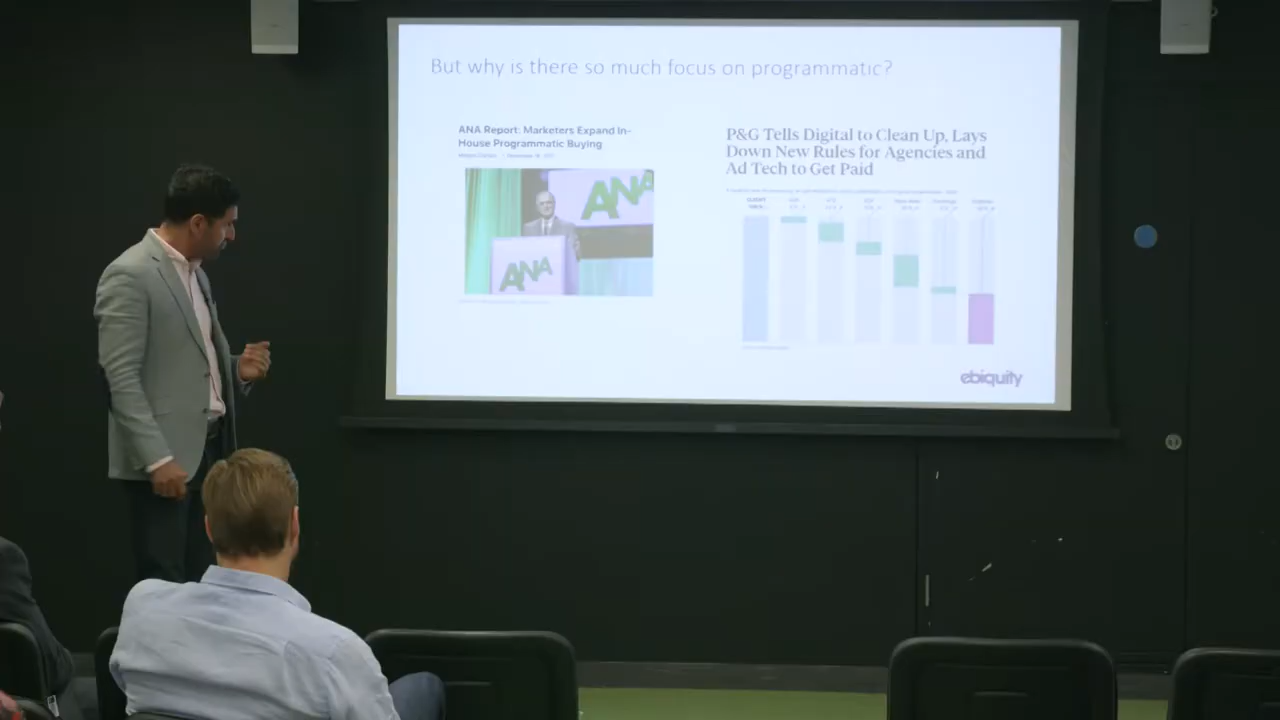 But why is there so much focus on programmatic?
ANA Report: Marketers Expand In-
House Programmatic Buying
ANA
ANA
P&G Tells Digital to Clean Up, Lays
Down New Rules for Agencies and
Ad Tech to Get Paid
ebiquity